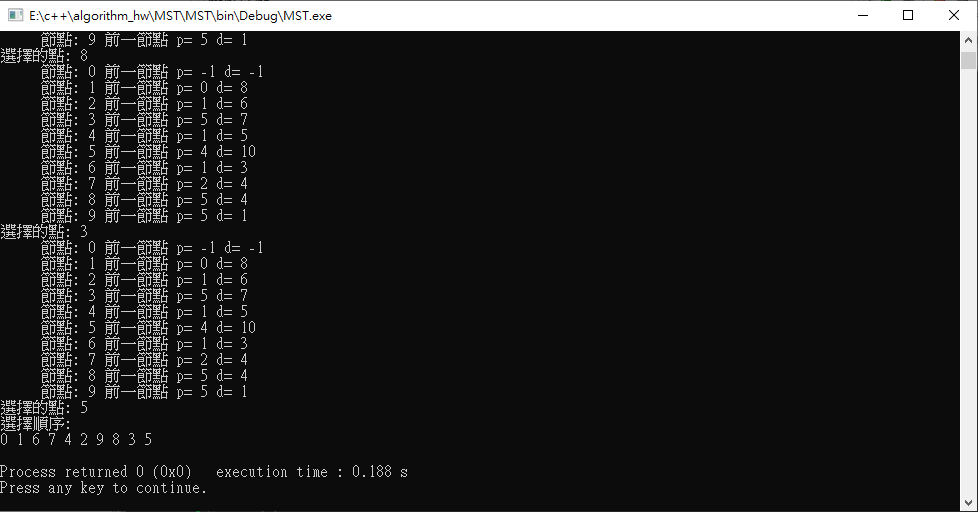 E:\c++\algorithm_hw\MST\MST\bin\Debug\MST.exe
節點: 9 前一節點 p= 5 d= 1
選擇的點: 8
節點: 0 前一節點 p= -1 d= -1
節點: 1 前一節點 p= 0 d= 8
節點: 2 前一節點 p= 1 d= 6
節點: 3 前一節點 p= 5 d= 7
節點: 4 前一節點 p= 1 d= 5
節點: 5 前一節點 p= 4 d= 10
節點: 6 前一節點 p= 1 d= 3
節點: 7 前一節點 p= 2 d= 4
節點: 8 前一節點 p= 5 d= 4
節點: 9 前一節點 p= 5 d= 1
選擇的點: 3
節點: 0 前一節點 p= -1 d= -1
節點: 1 前一節點 p= 0 d= 8
節點: 2 前一節點 p= 1 d= 6
節點: 3 前一節點 p= 5 d= 7
節點: 4 前一節點 p= 1 d= 5
節點: 5 前一節點 p= 4 d= 10
節點: 6 前一節點 p= 1 d= 3
節點: 7 前一節點 p= 2 d= 4
節點: 8 前一節點 p= 5 d= 4
節點: 9 前一節點 p= 5 d= 1
選擇的點: 5
選擇順序:
0 1 6 7 4 2 9 8 3 5
Process returned 0 (0x0)   execution time : 0.188 s
Press any key to continue.